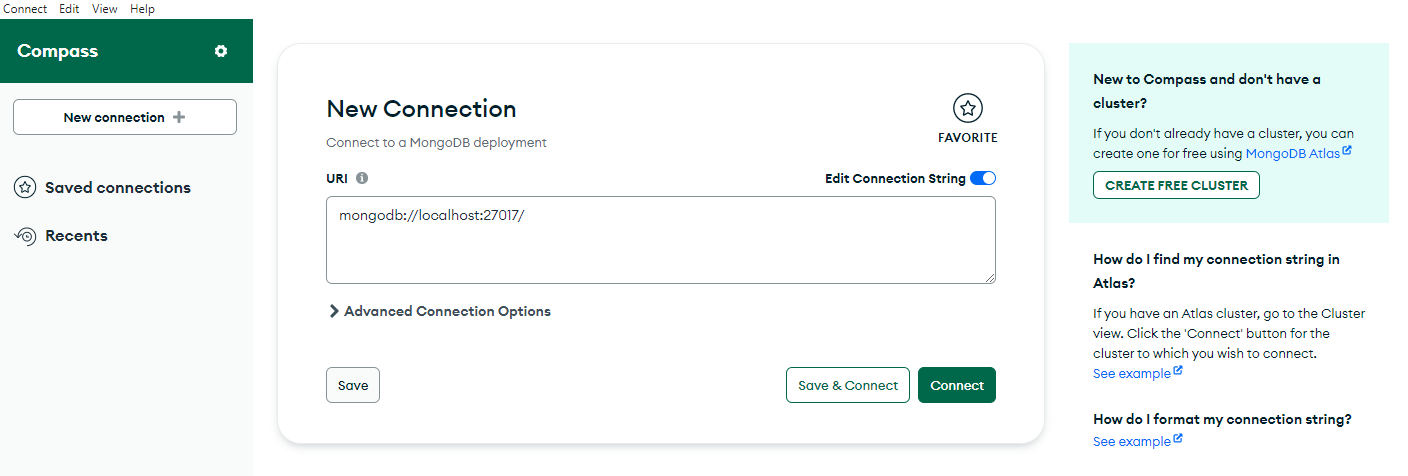 Connect Edit View Help
Compass
New connection
Saved connections
Recents
New Connection
Connect to a MongoDB deployment
FAVORITE
URI
Edit Connection String
mongodb://localhost:27017/
Advanced Connection Options
Save
Save & Connect
Connect
New to Compass and don't have a
cluster?
If you don't already have a cluster, you can
create one for free using MongoDB Atlas
CREATE FREE CLUSTER
How do I find my connection string in
Atlas?
If you have an Atlas cluster, go to the Cluster
view. Click the 'Connect' button for the
cluster to which you wish to connect.
See example
How do I format my connection string?
See example